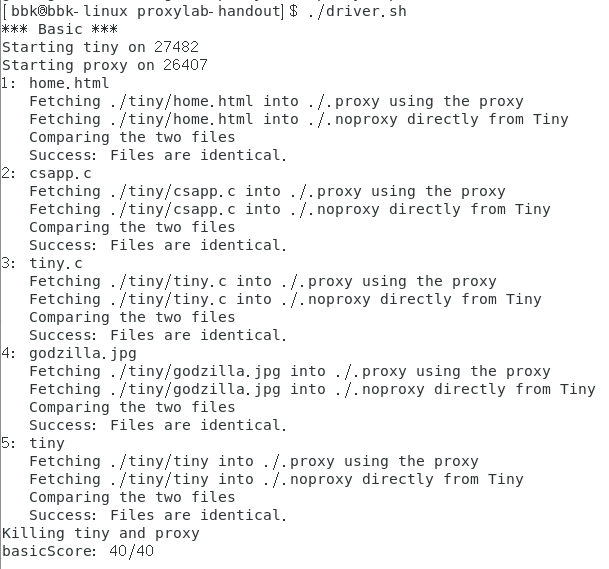 [bbk@bbk-linux proxylab-handout]$ ./driver.sh
*** Basic ***
Starting tiny on 27482
Starting proxy on 26407
1: home.html
   Fetching ./tiny/home.html into ./.proxy using the proxy
   Fetching ./tiny/home.html into ./.noproxy directly from Tiny
   Comparing the two files
   Success: Files are identical.
2: csapp.c
   Fetching ./tiny/csapp.c into ./.proxy using the proxy
   Fetching ./tiny/csapp.c into ./.noproxy directly from Tiny
   Comparing the two files
   Success: Files are identical.
3: tiny.c
   Fetching ./tiny/tiny.c into ./.proxy using the proxy
   Fetching ./tiny/tiny.c into ./.noproxy directly from Tiny
   Comparing the two files
   Success: Files are identical.
4: godzilla.jpg
   Fetching ./tiny/godzilla.jpg into ./.proxy using the proxy
   Fetching ./tiny/godzilla.jpg into ./.noproxy directly from Tiny
   Comparing the two files
   Success: Files are identical.
5: tiny
   Fetching ./tiny/tiny into ./.proxy using the proxy
   Fetching ./tiny/tiny into ./.noproxy directly from Tiny
   Comparing the two files
   Success: Files are identical.
Killing tiny and proxy
basicScore: 40/40